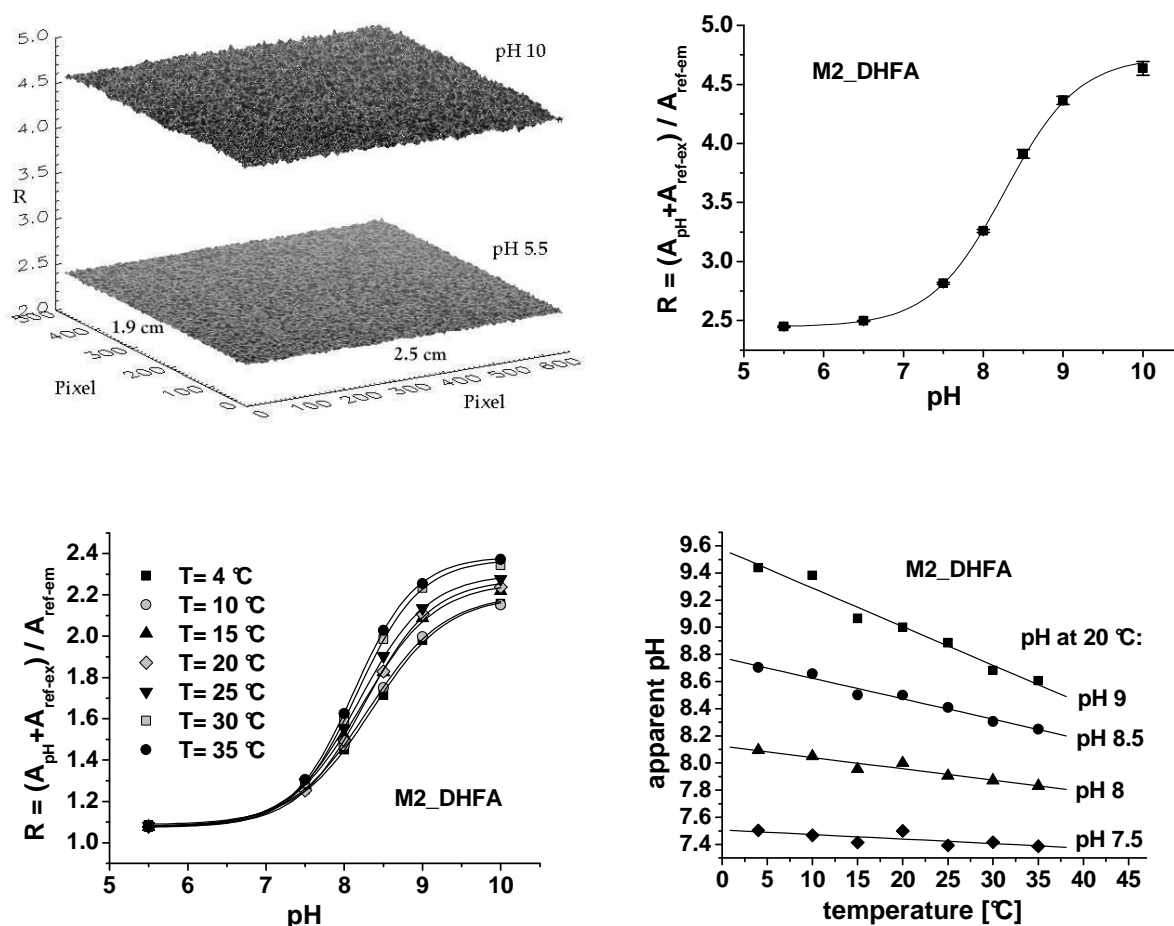 5.0
4.5
4.0
3.5
3.0
2.5
2.0
R
pH 10
pH 5.5
500
400
300
200
100
0
1.9 cm
Pixel
2.5 cm
0
100
200
300
400
500
600
Pixel
5.0
4.5
4.0
3.5
3.0
2.5
R = (A_pH+A_ref-ex) / A_ref-em
M2_DHFA
5 6 7 8 9 10
pH
2.4
2.2
2.0
1.8
1.6
1.4
1.2
1.0
R = (A_pH+A_ref-ex) / A_ref-em
T= 4 °C
T= 10 °C
T= 15 °C
T= 20 °C
T= 25 °C
T= 30 °C
T= 35 °C
M2_DHFA
5 6 7 8 9 10
pH
9.6
9.4
9.2
9.0
8.8
8.6
8.4
8.2
8.0
7.8
7.6
7.4
apparent pH
M2_DHFA
pH at 20 °C:
pH 9
pH 8.5
pH 8
pH 7.5
0 5 10 15 20 25 30 35 40 45
temperature [°C]